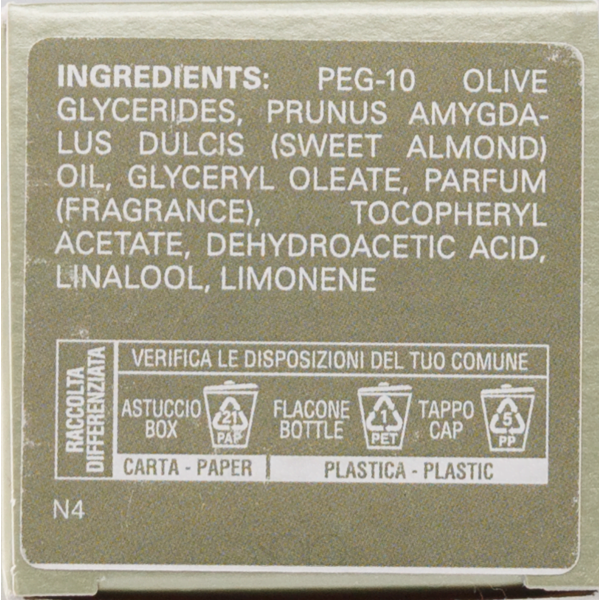 INGREDIENTS: PEG-10 OLIVE
GLYCERIDES, PRUNUS AMYGDA-
LUS DULCIS (SWEET ALMOND)
OIL, GLYCERYL OLEATE, PARFUM
(FRAGRANCE), TOCOPHERYL
ACETATE, DEHYDROACETIC ACID,
LINALOOL, LIMONENE
RACCOLTA
DIFFERENZIATA
VERIFICA LE DISPOSIZIONI DEL TUO COMUNE
ASTUCCIO
BOX
21
PAP
FLACONE
BOTTLE
1
PET
TAPPO
CAP
5
PP
CARTA - PAPER
PLASTICA - PLASTIC
N4